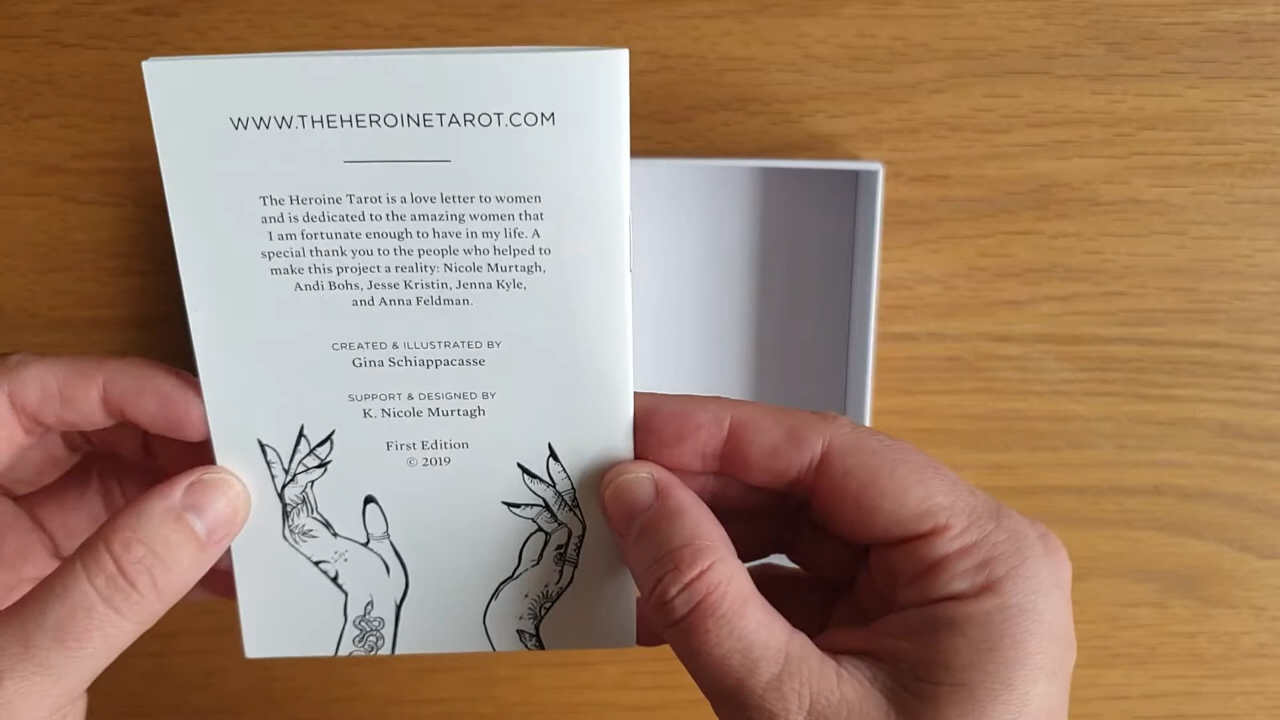 WWW.THEHEROINETAROT.COM
The Heroine Tarot is a love letter to women
and is dedicated to the amazing women that
I am fortunate enough to have in my life. A
special thank you to the people who helped to
make this project a reality: Nicole Murtagh,
Andi Bohs, Jesse Kristin, Jenna Kyle,
and Anna Feldman.
CREATED & ILLUSTRATED BY
Gina Schiappacasse
SUPPORT & DESIGNED BY
K. Nicole Murtagh
First Edition
© 2019